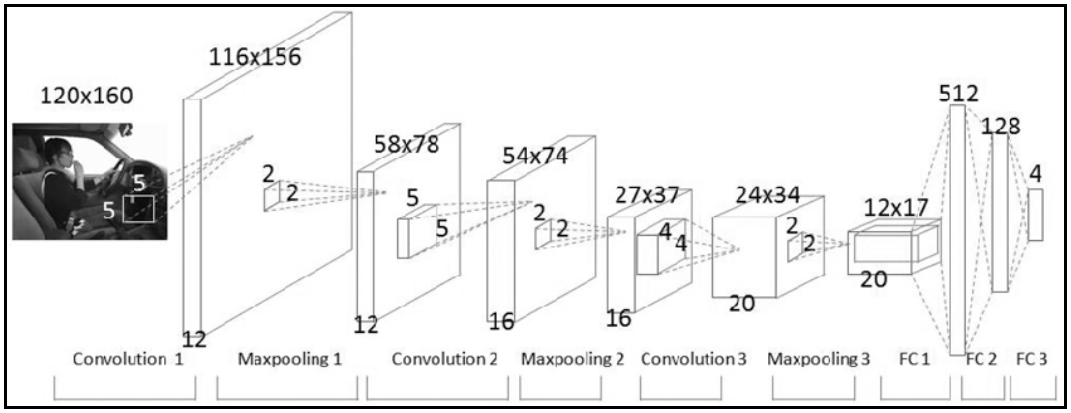 120x160
5
5
116x156
12
2
2
58x78
12
5
5
54x74
16
2
2
27x37
16
4
4
24x34
20
2
2
12x17
20
512
128
4
Convolution 1
Maxpooling 1
Convolution 2
Maxpooling 2
Convolution 3
Maxpooling 3
FC 1
FC 2
FC 3